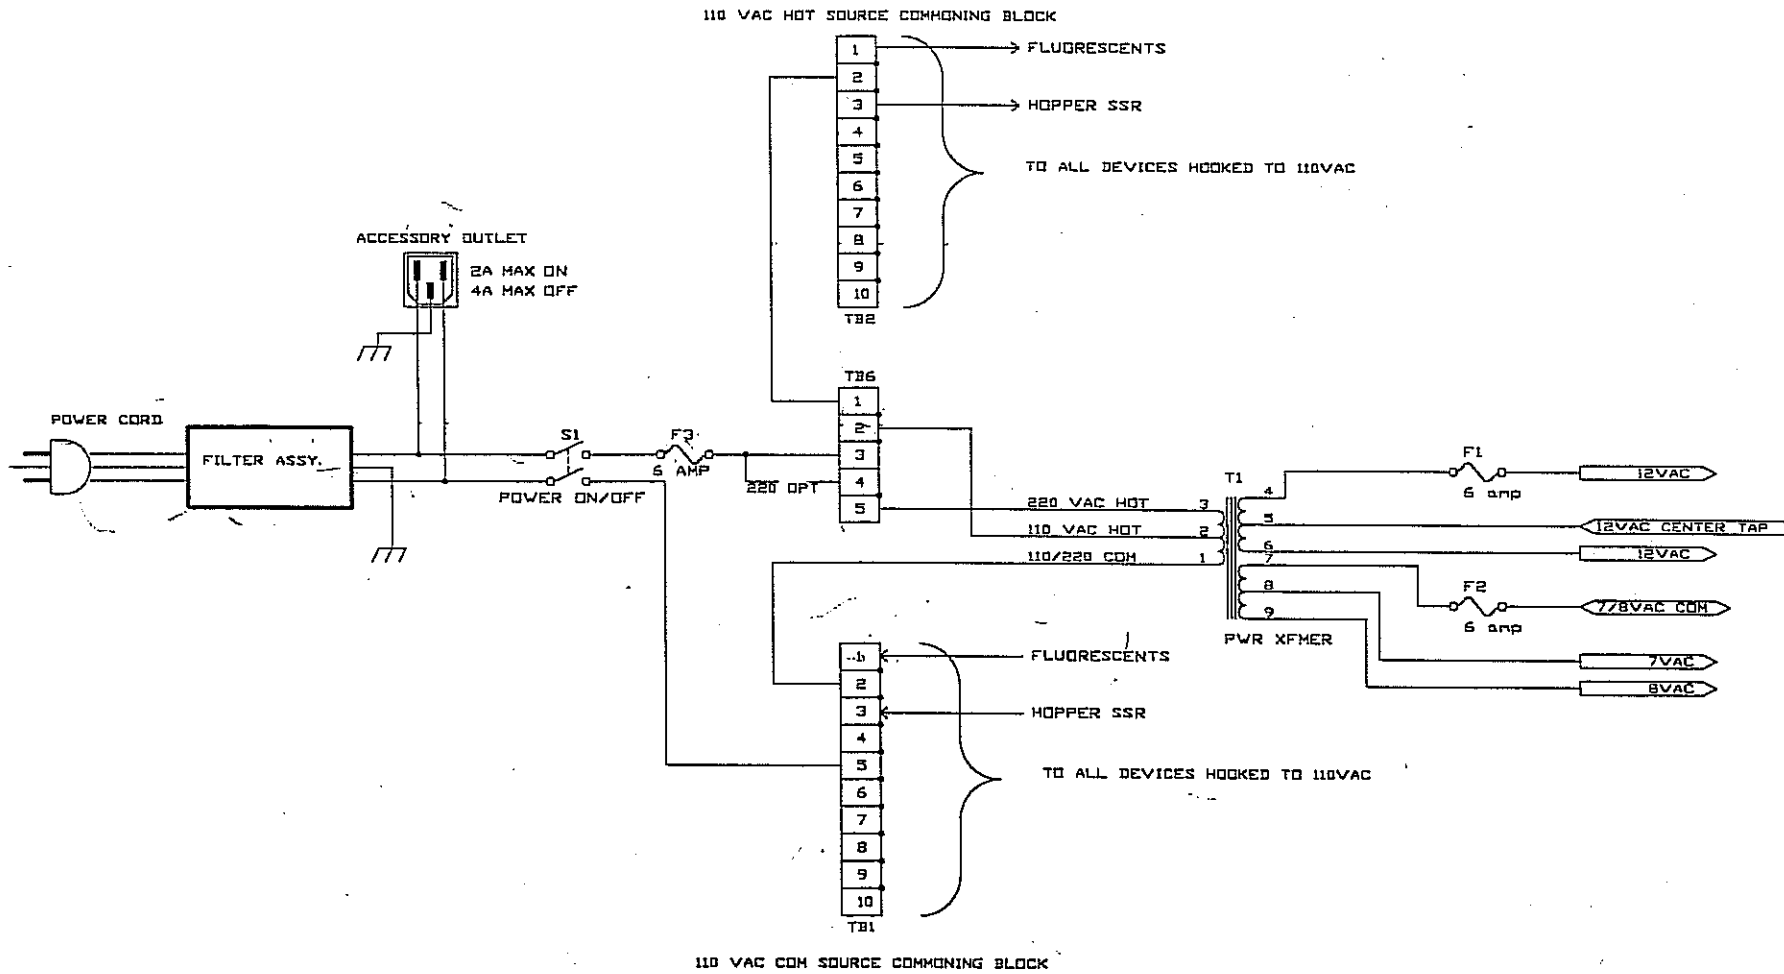 110 VAC HOT SOURCE COMMONING BLOCK
1
FLUORESCENTS
2
3
HOPPER SSR
4
5
TO ALL DEVICES HOOKED TO 110VAC
6
7
8
9
10
TB2
ACCESSORY OUTLET
2A MAX ON
4A MAX OFF
TB6
1
2
3
4
5
POWER CORD
FILTER ASSY.
S1
POWER ON/OFF
F3
6 AMP
220 OPT
220 VAC HOT
110 VAC HOT
110/220 COM
3
2
1
T1
4
5
6
7
8
9
PWR XFMER
F1
6 amp
12VAC
12VAC CENTER TAP
12VAC
F2
6 amp
7/8VAC COM
7VAC
8VAC
1
FLUORESCENTS
2
3
HOPPER SSR
4
5
TO ALL DEVICES HOOKED TO 110VAC
6
7
8
9
10
TB1
110 VAC COM SOURCE COMMONING BLOCK